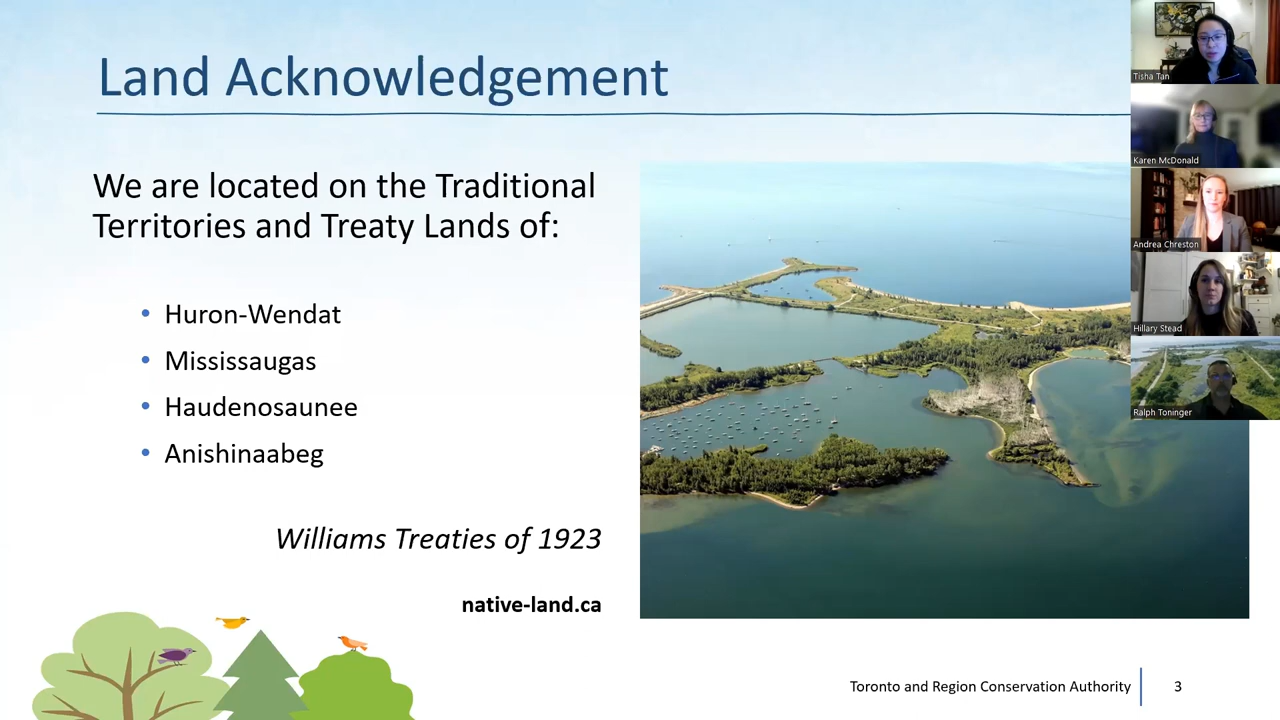 Land Acknowledgement
We are located on the Traditional
Territories and Treaty Lands of:
• Huron-Wendat
• Mississaugas
• Haudenosaunee
• Anishinaabeg
Williams Treaties of 1923
native-land.ca
Toronto and Region Conservation Authority
3
Tisha Tan
Karen McDonald
Andrea Chreston
Hillary Stead
Ralph Toninger